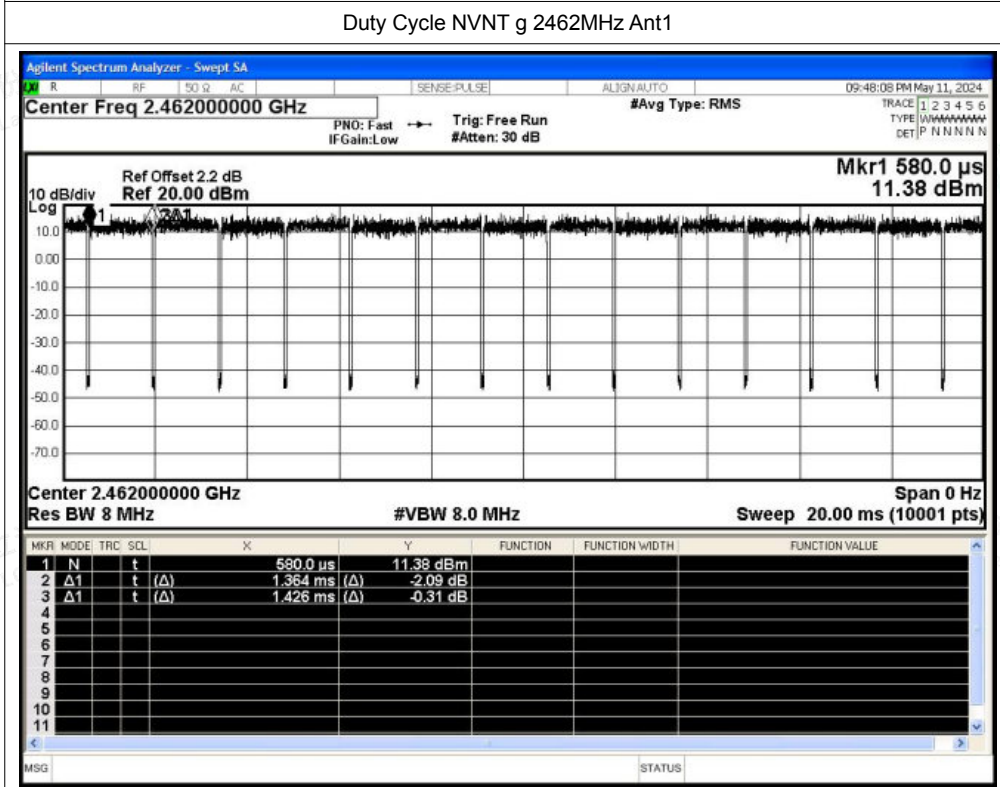 Duty Cycle NVNT g 2462MHz Ant1
Agilent Spectrum Analyzer - Swept SA
R RF 50 Ω AC SENSE:PULSE ALIGN AUTO 09:48:08 PM May 11, 2024
Center Freq 2.462000000 GHz #Avg Type: RMS TRACE 1 2 3 4 5 6
PNO: Fast Trig: Free Run TYPE
IFGain:Low #Atten: 30 dB DET P N N N N N
Mkr1 580.0 µs
Ref Offset 2.2 dB
10 dB/div Ref 20.00 dBm 11.38 dBm
Log
1 2Δ1
10.0
0.00
-10.0
-20.0
-30.0
-40.0
-50.0
-60.0
-70.0
Center 2.462000000 GHz Span 0 Hz
Res BW 8 MHz #VBW 8.0 MHz Sweep 20.00 ms (10001 pts)
MKR MODE TRC SCL X Y FUNCTION FUNCTION WIDTH FUNCTION VALUE
1 N t 580.0 µs 11.38 dBm
2 Δ1 t (Δ) 1.364 ms (Δ) -2.09 dB
3 Δ1 t (Δ) 1.426 ms (Δ) -0.31 dB
4
5
6
7
8
9
10
11
MSG STATUS